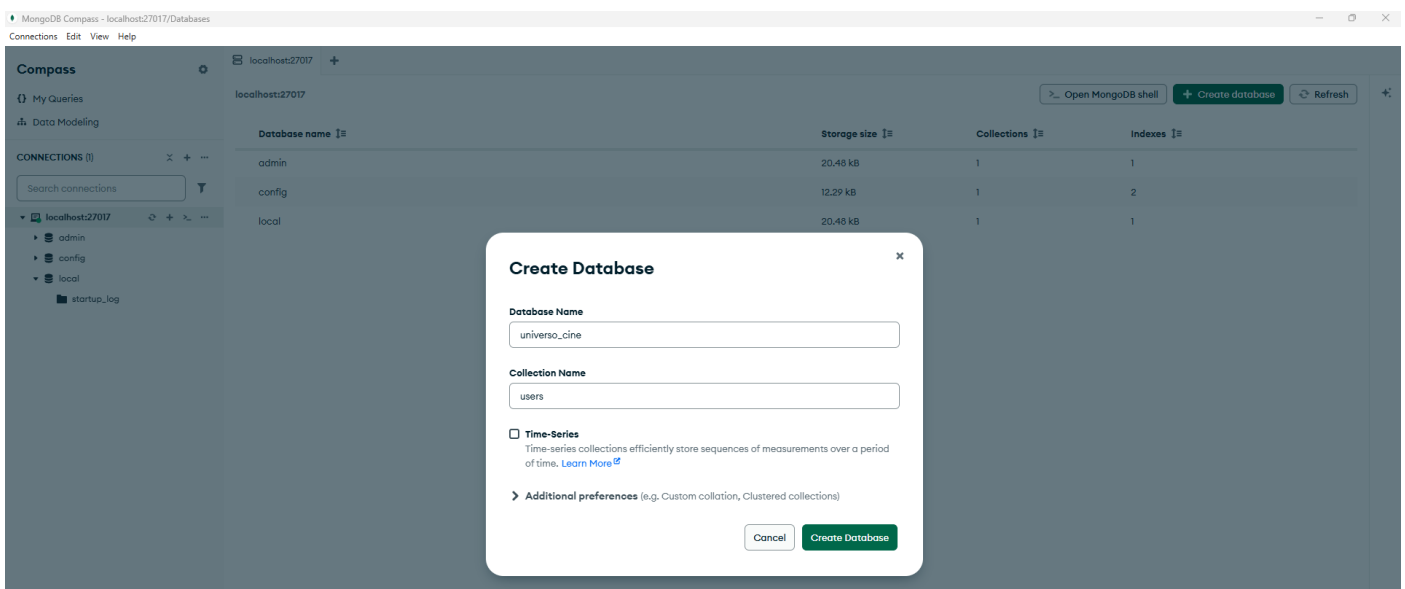 MongoDB Compass - localhost:27017/Databases
Connections Edit View Help
Compass
localhost:27017
My Queries
localhost:27017
Open MongoDB shell
Create database
Refresh
Data Modeling
Database name Storage size Collections Indexes
CONNECTIONS (1)
admin 20.48 kB 1 1
Search connections
config 12.29 kB 1 2
localhost:27017
local 20.48 kB 1 1
admin
config
local
startup_log
Create Database
Database Name
universo_cine
Collection Name
users
Time-Series
Time-series collections efficiently store sequences of measurements over a period
of time. Learn More
Additional preferences (e.g. Custom collation, Clustered collections)
Cancel Create Database